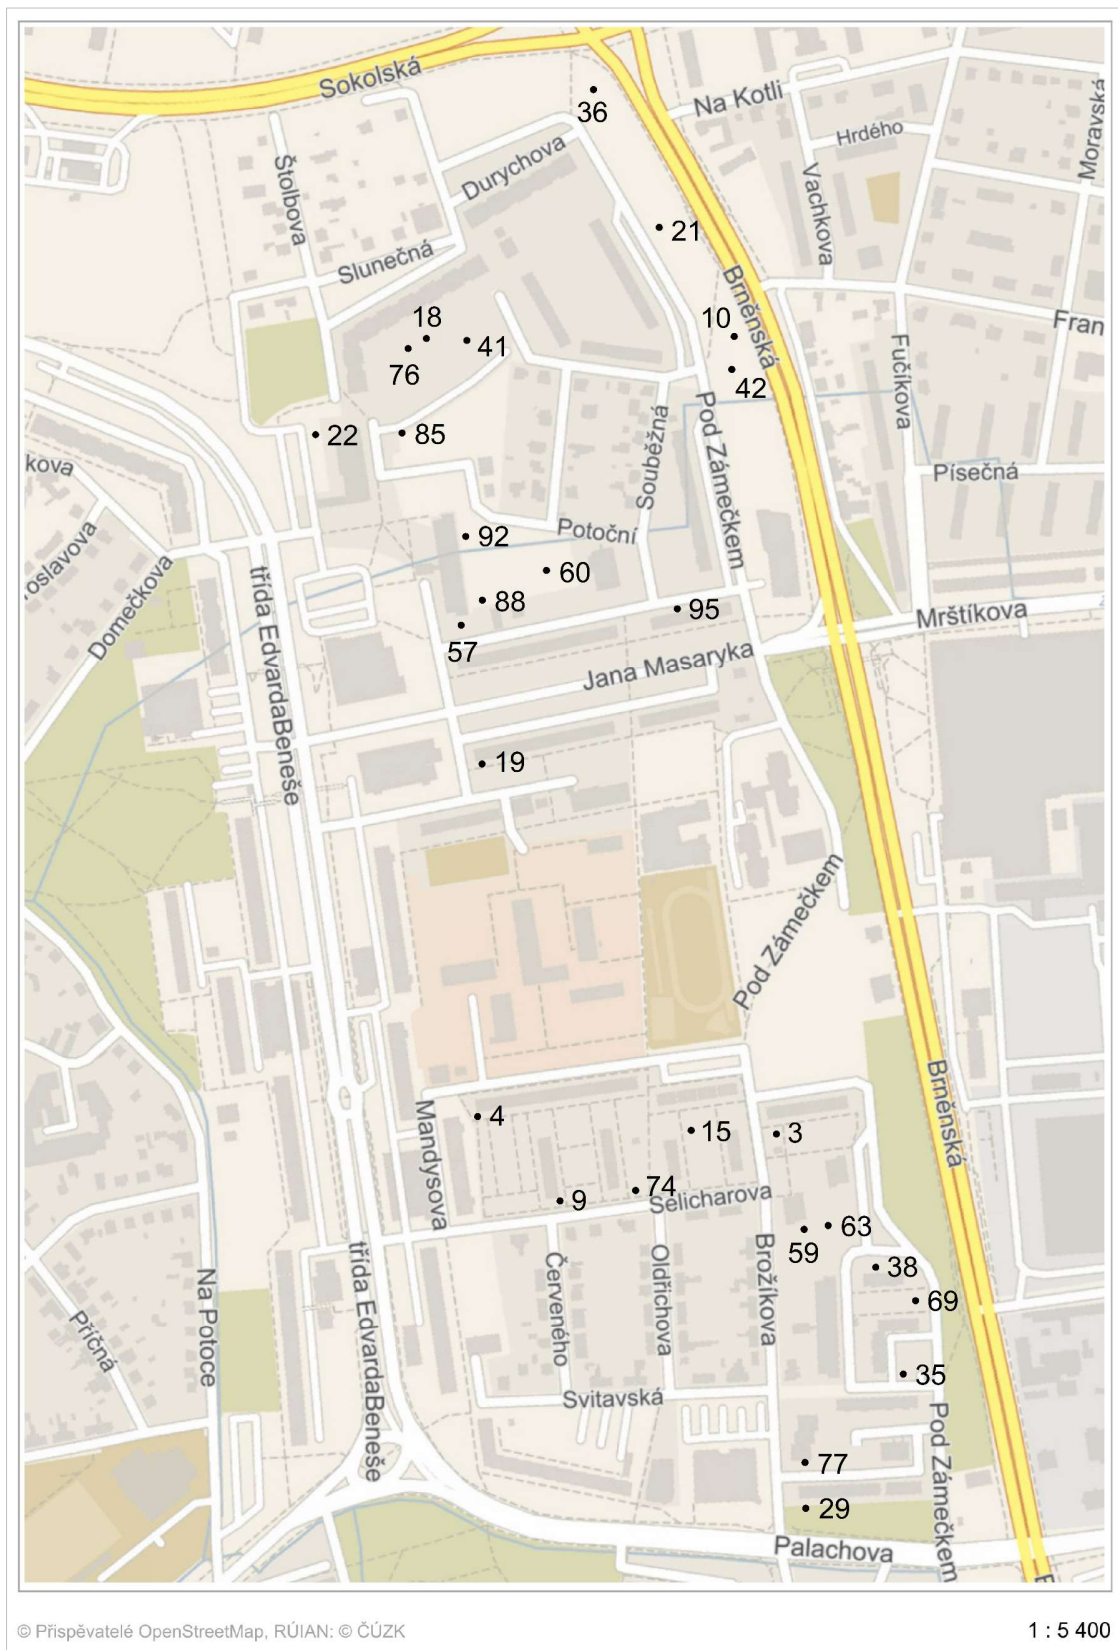 Sokolská
36
Na Kotli
Hrdého
Moravská
Štolbova
Durychova
Vachkova
21
Slunečná
Brněnská
18
10
Fran
76
41
42
Fučíkova
22
85
Souběžná
Pod Zámečkem
kova
Písečná
92
Potoční
roslavova
60
Domečkova
třída EdvardaBeneše
88
95
Mrštíkova
57
Jana Masaryka
19
Pod Zámečkem
Brněnská
Mandysova
4
15
3
74
9
Selicharova
63
59
třída EdvardaBeneše
Červeného
Oldřichova
Brožíkova
38
Na Potoce
69
Příčná
35
Svitavská
Pod Zámečkem
77
29
Palachova
© Přispěvatelé OpenStreetMap, RÚIAN: © ČÚZK
1 : 5 400